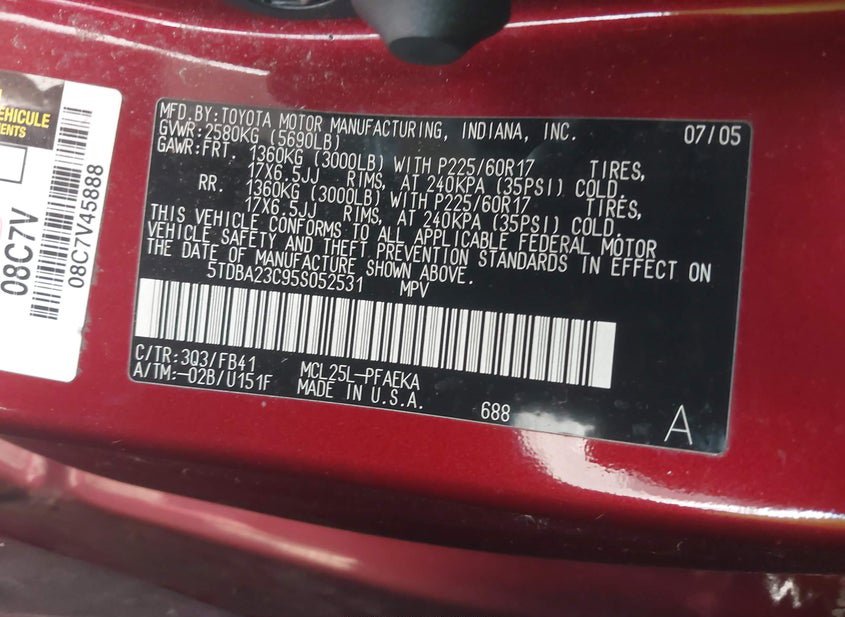 EHICULE
ENTS
08C7V
08C7V45888
MFD.BY:TOYOTA MOTOR MANUFACTURING, INDIANA, INC. 07/05
GVWR:2580KG (5690LB)
GAWR:FRT. 1360KG (3000LB) WITH P225/60R17 TIRES,
17X6.5JJ RIMS, AT 240KPA (35PSI) COLD.
RR. 1360KG (3000LB) WITH P225/60R17 TIRES,
17X6.5JJ RIMS, AT 240KPA (35PSI) COLD.
THIS VEHICLE CONFORMS TO ALL APPLICABLE FEDERAL MOTOR
VEHICLE SAFETY AND THEFT PREVENTION STANDARDS IN EFFECT ON
THE DATE OF MANUFACTURE SHOWN ABOVE.
5TDBA23C95S052531 MPV
C/TR:3Q3/FB41 MCL25L-PFAEKA
A/TM:-02B/U151F MADE IN U.S.A. 688
A